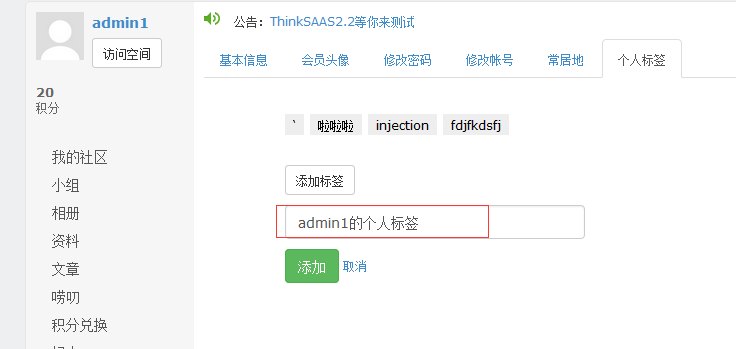 admin1
访问空间
20
积分
我的社区
小组
相册
资料
文章
唠叨
积分兑换
公告：ThinkSAAS2.2等你来测试
基本信息 会员头像 修改密码 修改帐号 常居地 个人标签
` 啦啦啦 injection fdjfkdsfj
添加标签
admin1的个人标签
添加 取消